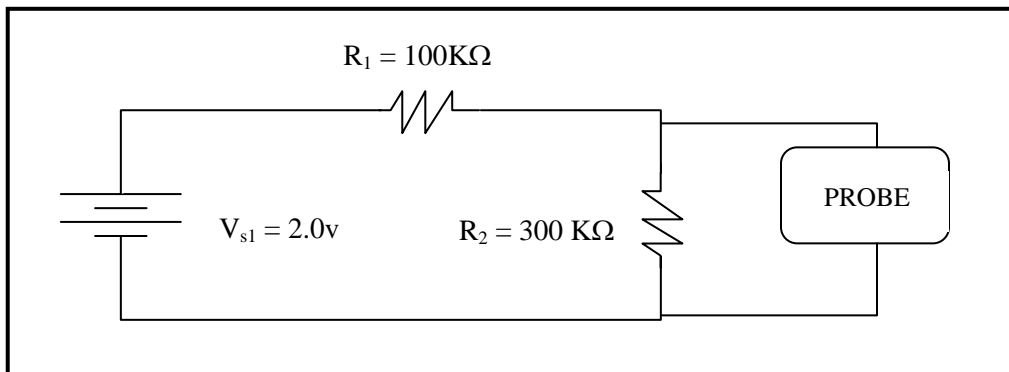 R₁ = 100KΩ
PROBE
Vₛ₁ = 2.0v
R₂ = 300 KΩ